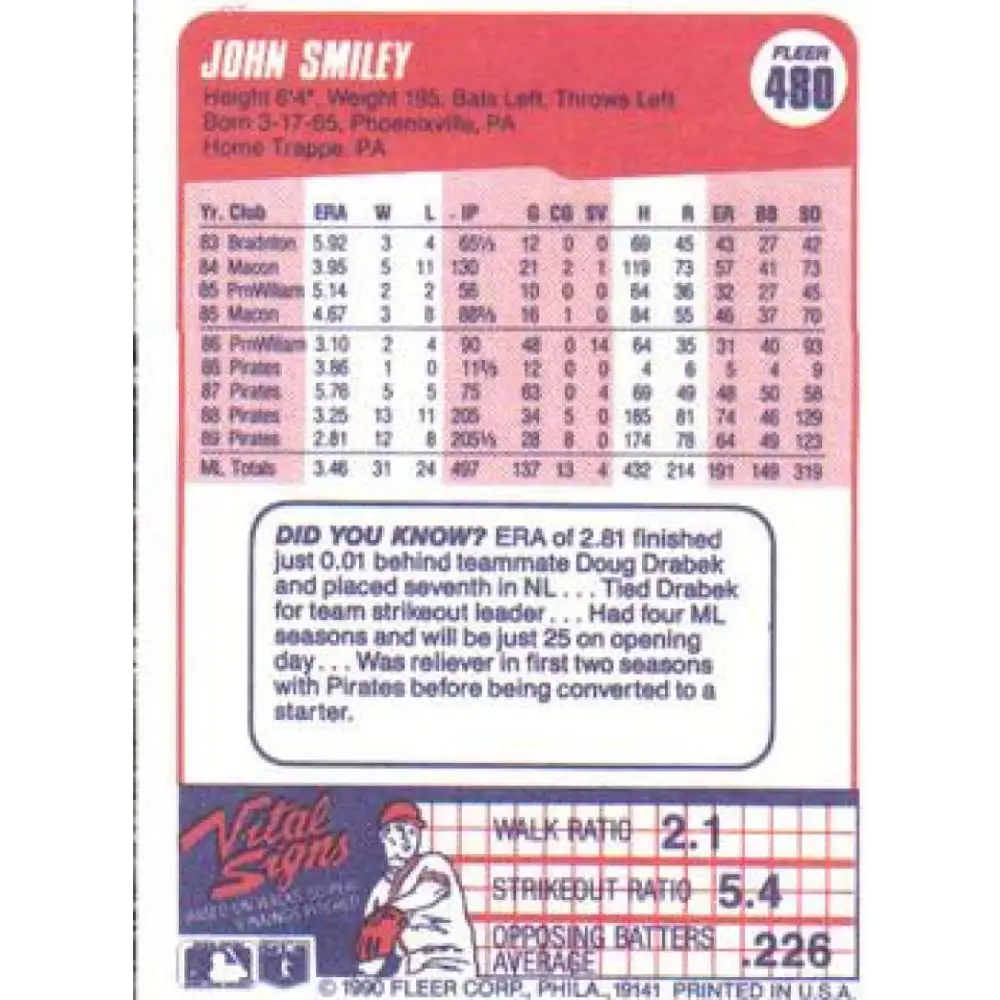 JOHN SMILEY
FLEER
480
Height 6'4", Weight 195, Bats Left, Throws Left
Born 3-17-65, Phoenixville, PA
Home Trappe, PA
Yr. Club ERA W L IP G CG SV H R ER BB SO
83 Bradnton 5.92 3 4 65⅓ 12 0 0 69 45 43 27 42
84 Macon 3.95 5 11 130 21 2 1 119 73 57 41 73
85 PrnWiliam 5.14 2 2 56 10 0 0 64 36 32 27 45
85 Macon 4.67 3 8 88⅔ 16 1 0 84 55 46 37 70
86 PrnWiliam 3.10 2 4 90 48 0 14 64 35 31 40 93
86 Pirates 3.86 1 0 11⅔ 12 0 0 4 6 5 4 9
87 Pirates 5.76 5 5 75 63 0 4 69 49 48 50 58
88 Pirates 3.25 13 11 205 34 5 0 185 81 74 46 129
89 Pirates 2.81 12 8 205⅓ 28 8 0 174 78 64 49 123
ML Totals 3.46 31 24 497 137 13 4 432 214 191 149 319
DID YOU KNOW? ERA of 2.81 finished
just 0.01 behind teammate Doug Drabek
and placed seventh in NL . . . Tied Drabek
for team strikeout leader . . . Had four ML
seasons and will be just 25 on opening
day . . . Was reliever in first two seasons
with Pirates before being converted to a
starter.
Vital
Signs
WALK RATIO 2.1
STRIKEOUT RATIO 5.4
OPPOSING BATTERS
AVERAGE .226
© 1990 FLEER CORP., PHILA., 19141 PRINTED IN U.S.A.